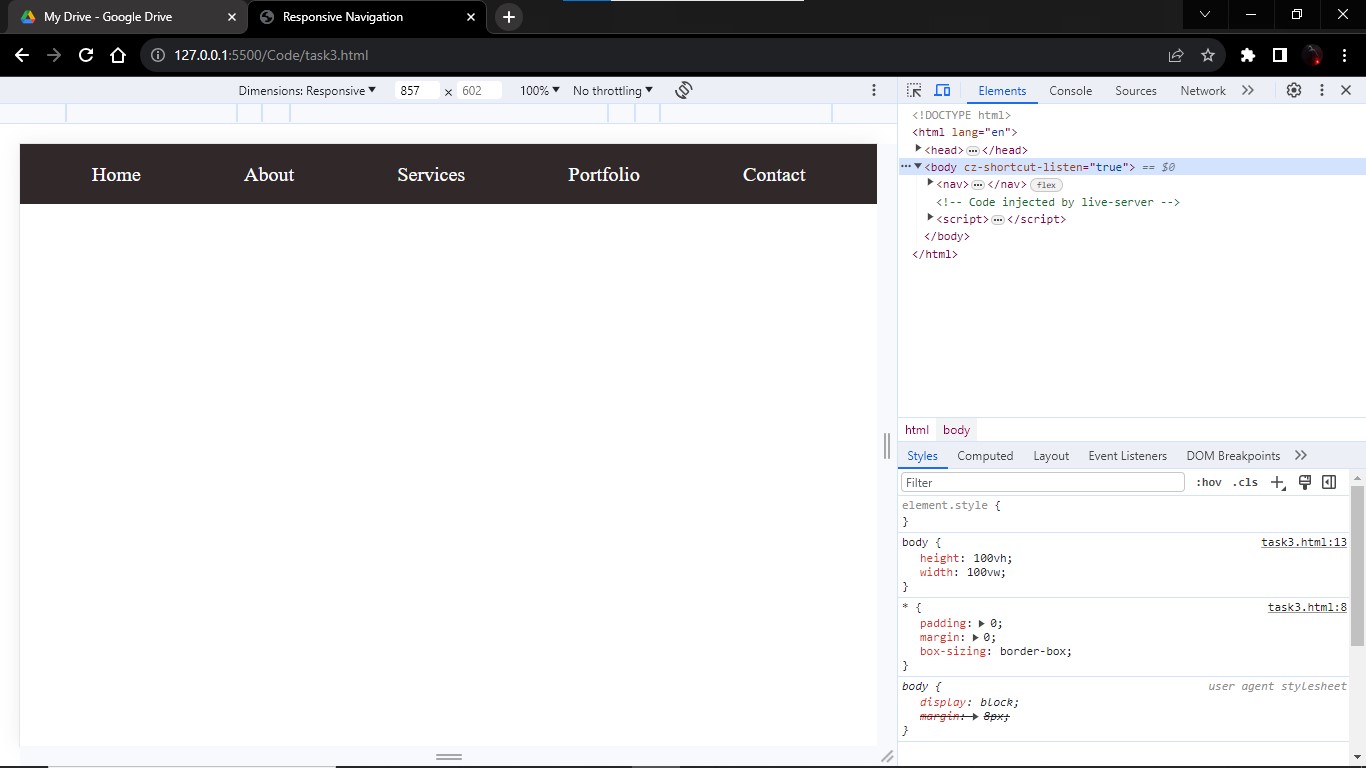 My Drive - Google Drive
Responsive Navigation
127.0.0.1:5500/Code/task3.html
Dimensions: Responsive 857 x 602 100% No throttling
Elements Console Sources Network
Home About Services Portfolio Contact
<!DOCTYPE html>
<html lang="en">
<head> … </head>
<body cz-shortcut-listen="true"> == $0
<nav> … </nav> flex
<!-- Code injected by live-server -->
<script> … </script>
</body>
</html>
html body
Styles Computed Layout Event Listeners DOM Breakpoints
Filter :hov .cls
element.style {
}
body { task3.html:13
height: 100vh;
width: 100vw;
}
* { task3.html:8
padding: 0;
margin: 0;
box-sizing: border-box;
}
body { user agent stylesheet
display: block;
margin: 8px;
}